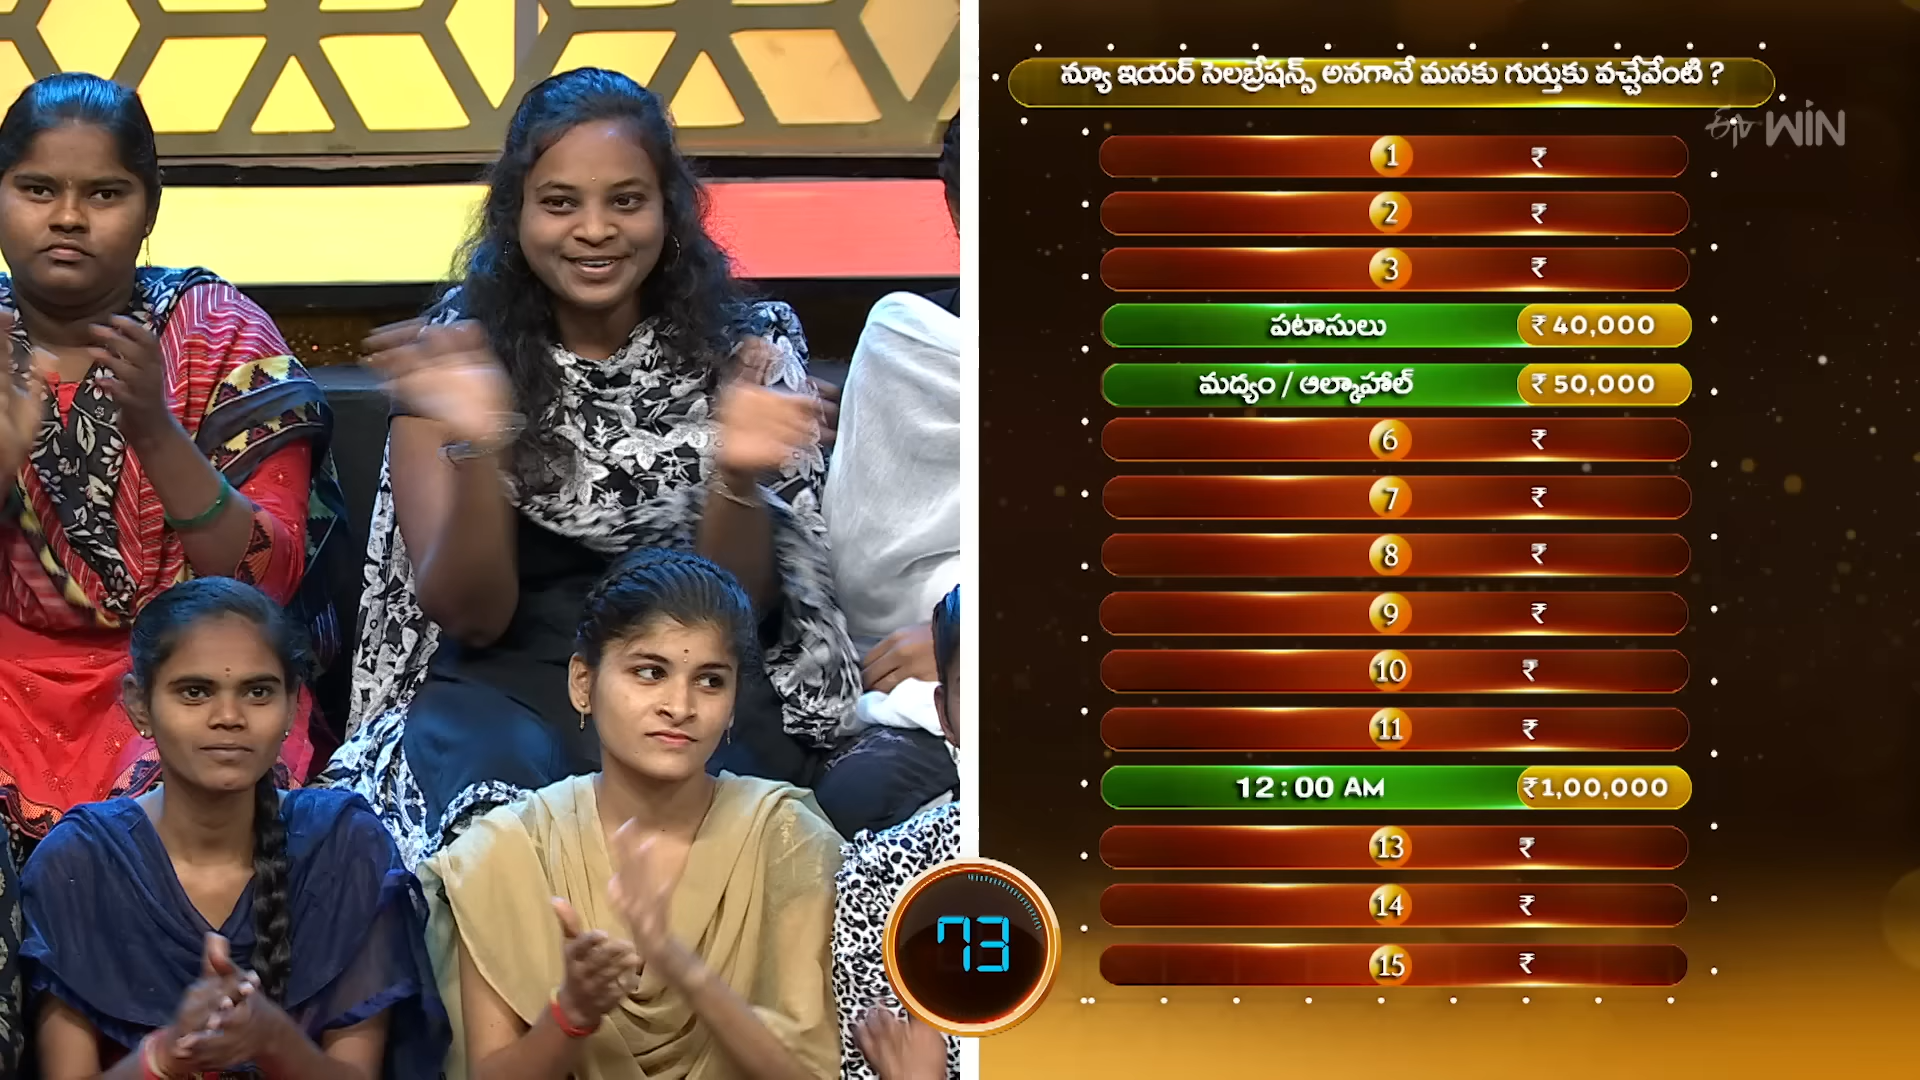 న్యూ ఇయర్ సెలబ్రేషన్స్ అనగానే మనకు గుర్తుకు వచ్చేవేంటి ?
ఈటీవీ WIN
1 ₹
2 ₹
3 ₹
పటాసులు ₹ 40,000
మద్యం / ఆల్కాహాల్ ₹ 50,000
6 ₹
7 ₹
8 ₹
9 ₹
10 ₹
11 ₹
12:00 AM ₹1,00,000
13 ₹
14 ₹
15 ₹
73